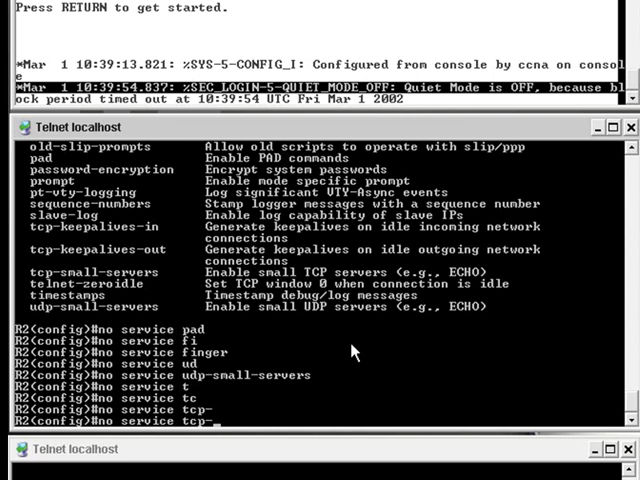 Press RETURN to get started.
*Mar  1 10:39:13.821: %SYS-5-CONFIG_I: Configured from console by ccna on consol
e
*Mar  1 10:39:54.837: %SEC_LOGIN-5-QUIET_MODE_OFF: Quiet Mode is OFF, because bl
ock period timed out at 10:39:54 UTC Fri Mar 1 2002
Telnet localhost
old-slip-prompts      Allow old scripts to operate with slip/ppp
pad                   Enable PAD commands
password-encryption   Encrypt system passwords
prompt                Enable mode specific prompt
pt-vty-logging        Log significant VTY-Async events
sequence-numbers      Stamp logger messages with a sequence number
slave-log             Enable log capability of slave IPs
tcp-keepalives-in     Generate keepalives on idle incoming network
connections
tcp-keepalives-out    Generate keepalives on idle outgoing network
connections
tcp-small-servers     Enable small TCP servers (e.g., ECHO)
telnet-zeroidle       Set TCP window 0 when connection is idle
timestamps            Timestamp debug/log messages
udp-small-servers     Enable small UDP servers (e.g., ECHO)
R2(config)#no service pad
R2(config)#no service fi
R2(config)#no service finger
R2(config)#no service ud
R2(config)#no service udp-small-servers
R2(config)#no service t
R2(config)#no service tc
R2(config)#no service tcp-
R2(config)#no service tcp-_
Telnet localhost